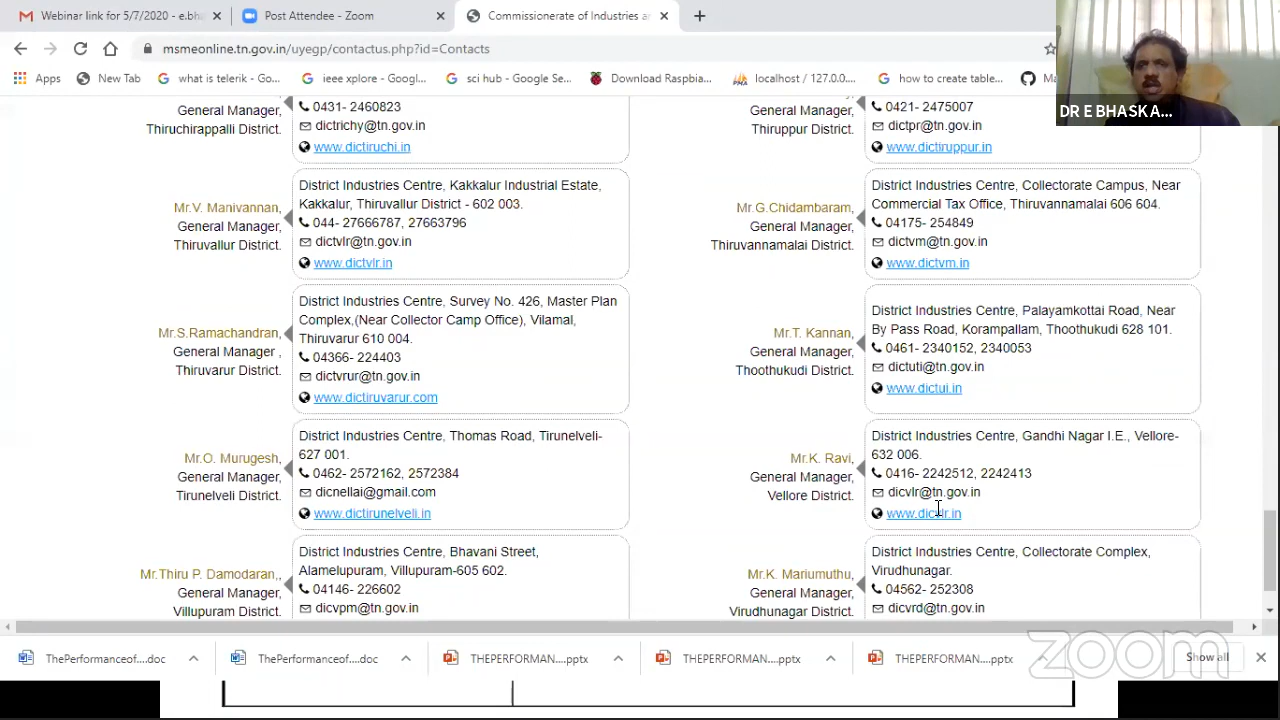 Webinar link for 5/7/2020 - e.bha
Post Attendee - Zoom
Commissionerate of Industries a
msmeonline.tn.gov.in/uyegp/contactus.php?id=Contacts
Apps
New Tab
what is telerik - Go...
ieee xplore - Googl...
sci hub - Google Se...
Download Raspbia...
localhost / 127.0.0....
how to create table...
DR E BHASK A...
General Manager,
Thiruchirappalli District.
0431- 2460823
dictrichy@tn.gov.in
www.dictiruchi.in
General Manager,
Thiruppur District.
0421- 2475007
dictpr@tn.gov.in
www.dictiruppur.in
Mr.V. Manivannan,
General Manager,
Thiruvallur District.
District Industries Centre, Kakkalur Industrial Estate,
Kakkalur, Thiruvallur District - 602 003.
044- 27666787, 27663796
dictvlr@tn.gov.in
www.dictvlr.in
Mr.G.Chidambaram,
General Manager,
Thiruvannamalai District.
District Industries Centre, Collectorate Campus, Near
Commercial Tax Office, Thiruvannamalai 606 604.
04175- 254849
dictvm@tn.gov.in
www.dictvm.in
Mr.S.Ramachandran,
General Manager ,
Thiruvarur District.
District Industries Centre, Survey No. 426, Master Plan
Complex,(Near Collector Camp Office), Vilamal,
Thiruvarur 610 004.
04366- 224403
dictvrur@tn.gov.in
www.dictiruvarur.com
Mr.T. Kannan,
General Manager,
Thoothukudi District.
District Industries Centre, Palayamkottai Road, Near
By Pass Road, Korampallam, Thoothukudi 628 101.
0461- 2340152, 2340053
dictuti@tn.gov.in
www.dictui.in
Mr.O. Murugesh,
General Manager,
Tirunelveli District.
District Industries Centre, Thomas Road, Tirunelveli-
627 001.
0462- 2572162, 2572384
dicnellai@gmail.com
www.dictirunelveli.in
Mr.K. Ravi,
General Manager,
Vellore District.
District Industries Centre, Gandhi Nagar I.E., Vellore-
632 006.
0416- 2242512, 2242413
dicvlr@tn.gov.in
www.dicvlr.in
Mr.Thiru P. Damodaran,,
General Manager,
Villupuram District.
District Industries Centre, Bhavani Street,
Alamelupuram, Villupuram-605 602.
04146- 226602
dicvpm@tn.gov.in
Mr.K. Mariumuthu,
General Manager,
Virudhunagar District.
District Industries Centre, Collectorate Complex,
Virudhunagar.
04562- 252308
dicvrd@tn.gov.in
ThePerformanceof....doc
ThePerformanceof....doc
THEPERFORMAN....pptx
THEPERFORMAN....pptx
THEPERFORMAN....pptx
Show all
zoom